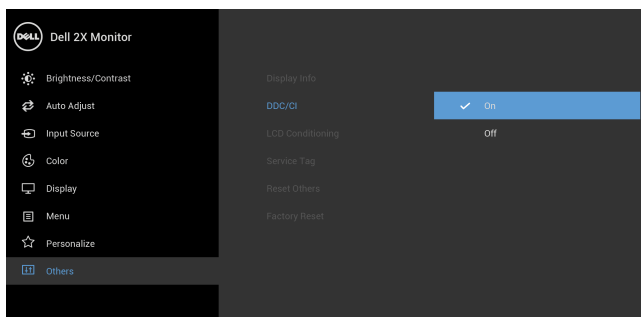 DELL Dell 2X Monitor
Brightness/Contrast
Auto Adjust
Input Source
Color
Display
Menu
Personalize
Others
Display Info
DDC/CI
LCD Conditioning
Service Tag
Reset Others
Factory Reset
On
Off